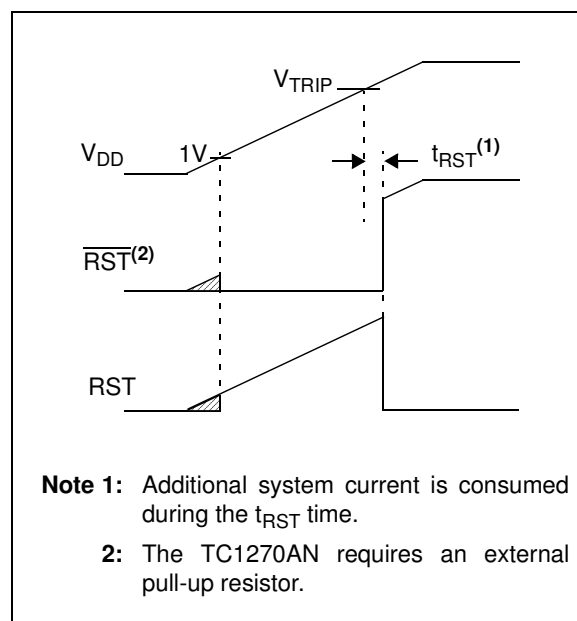 V_TRIP
V_DD 1V
t_RST(1)
R̅S̅T̅(2)
RST
Note 1: Additional system current is consumed
during the t_RST time.
2: The TC1270AN requires an external
pull-up resistor.